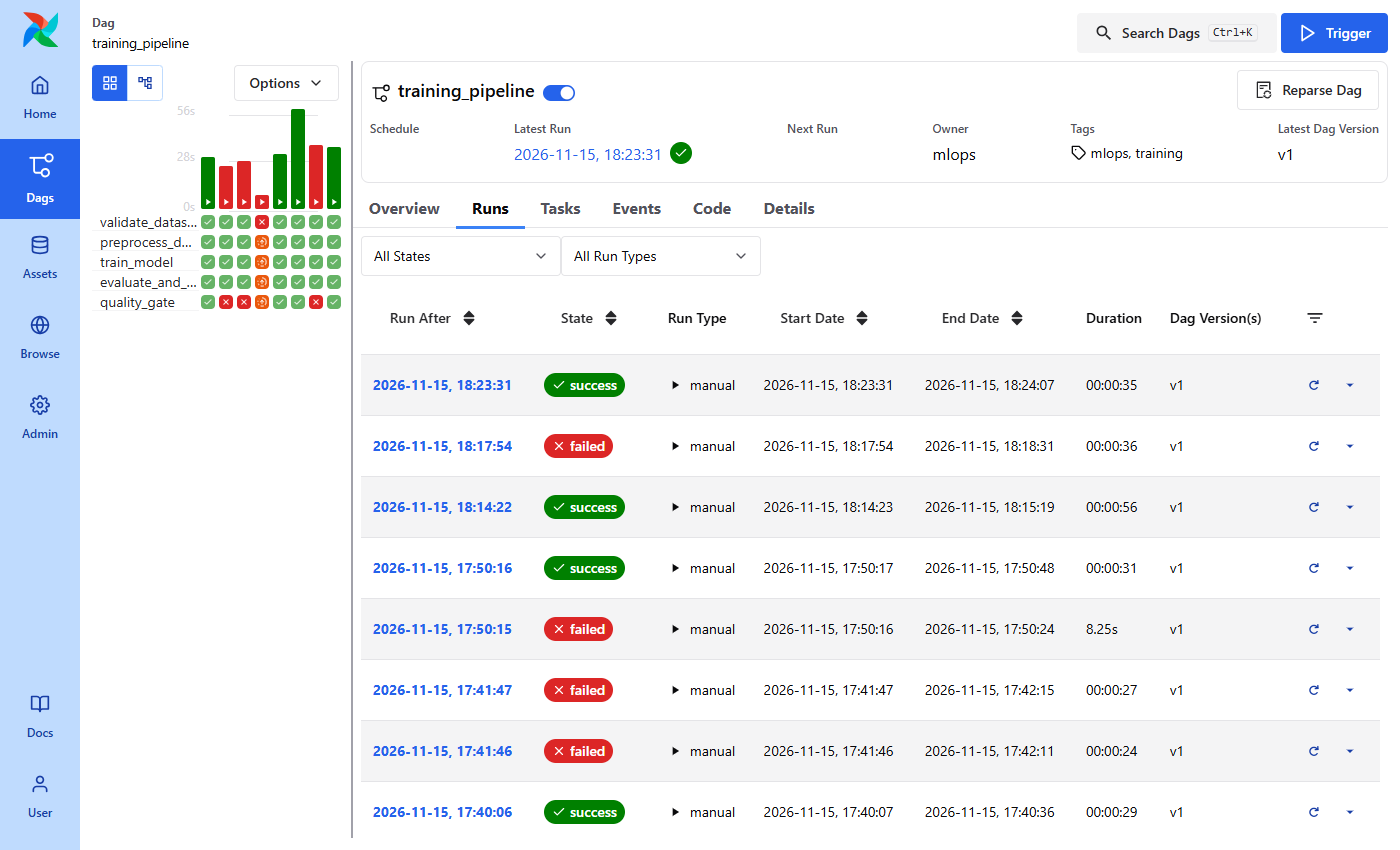 Dag
training_pipeline
Search Dags Ctrl+K
Trigger
Home
Dags
Assets
Browse
Admin
Docs
User
Options
56s
28s
0s
validate_datas...
preprocess_d...
train_model
evaluate_and_...
quality_gate
training_pipeline
Reparse Dag
Schedule Latest Run Next Run Owner Tags Latest Dag Version
2026-11-15, 18:23:31 mlops mlops, training v1
Overview Runs Tasks Events Code Details
All States All Run Types
Run After State Run Type Start Date End Date Duration Dag Version(s)
2026-11-15, 18:23:31 success manual 2026-11-15, 18:23:31 2026-11-15, 18:24:07 00:00:35 v1
2026-11-15, 18:17:54 failed manual 2026-11-15, 18:17:54 2026-11-15, 18:18:31 00:00:36 v1
2026-11-15, 18:14:22 success manual 2026-11-15, 18:14:23 2026-11-15, 18:15:19 00:00:56 v1
2026-11-15, 17:50:16 success manual 2026-11-15, 17:50:17 2026-11-15, 17:50:48 00:00:31 v1
2026-11-15, 17:50:15 failed manual 2026-11-15, 17:50:16 2026-11-15, 17:50:24 8.25s v1
2026-11-15, 17:41:47 failed manual 2026-11-15, 17:41:47 2026-11-15, 17:42:15 00:00:27 v1
2026-11-15, 17:41:46 failed manual 2026-11-15, 17:41:46 2026-11-15, 17:42:11 00:00:24 v1
2026-11-15, 17:40:06 success manual 2026-11-15, 17:40:07 2026-11-15, 17:40:36 00:00:29 v1